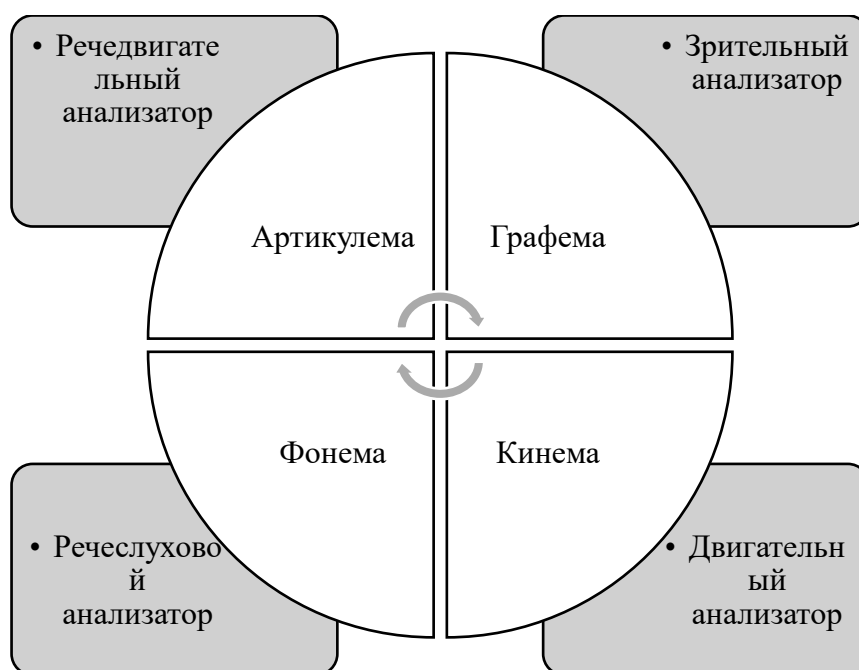 • Речедвигате
льный
анализатор
• Зрительный
анализатор
Артикулема
Графема
Фонема
Кинема
• Речеслухово
й
анализатор
• Двигательн
ый
анализатор